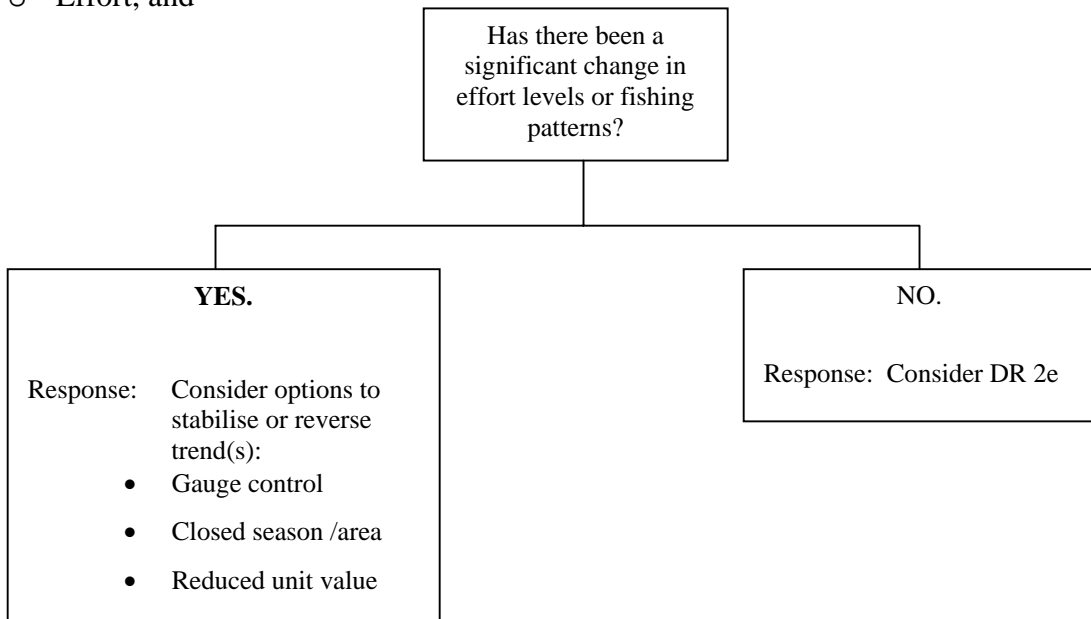 ○ Effort, and
Has there been a
significant change in
effort levels or fishing
patterns?
YES.
Response: Consider options to
stabilise or reverse
trend(s):
• Gauge control
• Closed season /area
• Reduced unit value
NO.
Response: Consider DR 2e